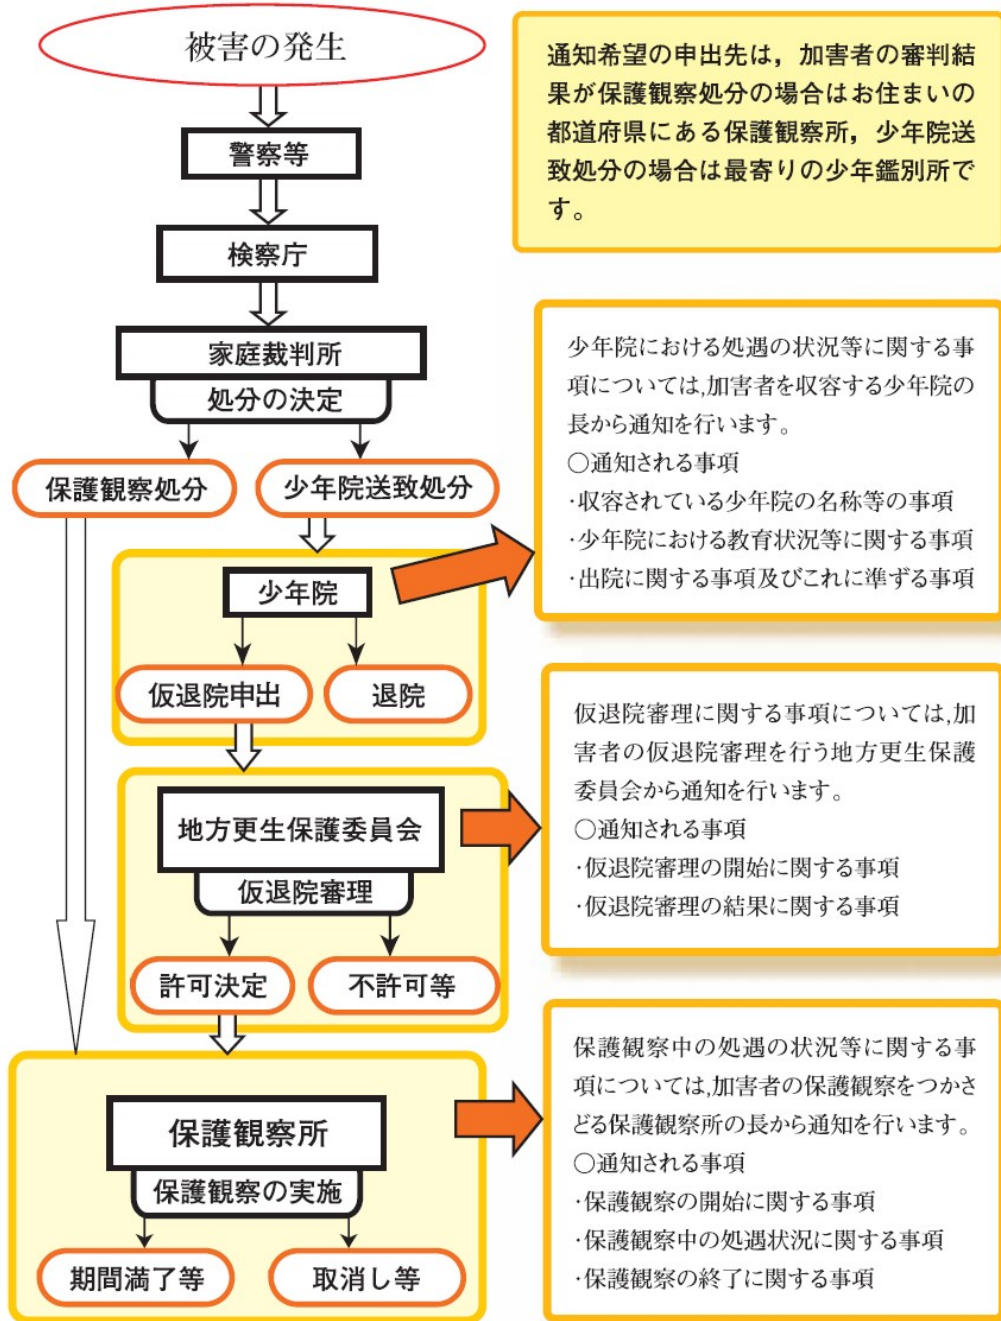 被害の発生
通知希望の申出先は，加害者の審判結
果が保護観察処分の場合はお住まいの
都道府県にある保護観察所，少年院送
致処分の場合は最寄りの少年鑑別所で
す。
警察等
検察庁
家庭裁判所
処分の決定
保護観察処分
少年院送致処分
少年院における処遇の状況等に関する事
項については,加害者を収容する少年院の
長から通知を行います。
○通知される事項
・収容されている少年院の名称等の事項
・少年院における教育状況等に関する事項
・出院に関する事項及びこれに準ずる事項
少年院
仮退院申出
退院
仮退院審理に関する事項については,加
害者の仮退院審理を行う地方更生保護
委員会から通知を行います。
○通知される事項
・仮退院審理の開始に関する事項
・仮退院審理の結果に関する事項
地方更生保護委員会
仮退院審理
許可決定
不許可等
保護観察中の処遇の状況等に関する事
項については,加害者の保護観察をつかさ
どる保護観察所の長から通知を行います。
○通知される事項
・保護観察の開始に関する事項
・保護観察中の処遇状況に関する事項
・保護観察の終了に関する事項
保護観察所
保護観察の実施
期間満了等
取消し等